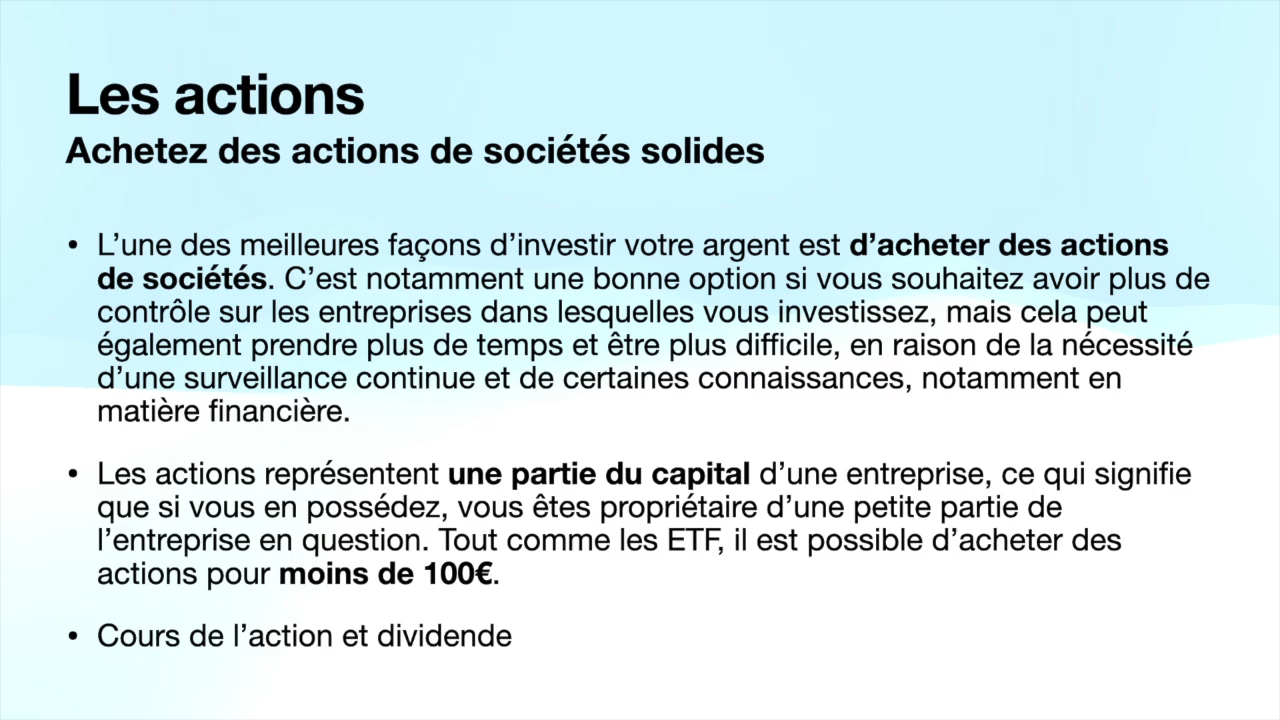 Les actions
Achetez des actions de sociétés solides
• L’une des meilleures façons d’investir votre argent est d’acheter des actions
de sociétés. C’est notamment une bonne option si vous souhaitez avoir plus de
contrôle sur les entreprises dans lesquelles vous investissez, mais cela peut
également prendre plus de temps et être plus difficile, en raison de la nécessité
d’une surveillance continue et de certaines connaissances, notamment en
matière financière.
• Les actions représentent une partie du capital d’une entreprise, ce qui signifie
que si vous en possédez, vous êtes propriétaire d’une petite partie de
l’entreprise en question. Tout comme les ETF, il est possible d’acheter des
actions pour moins de 100€.
• Cours de l’action et dividende